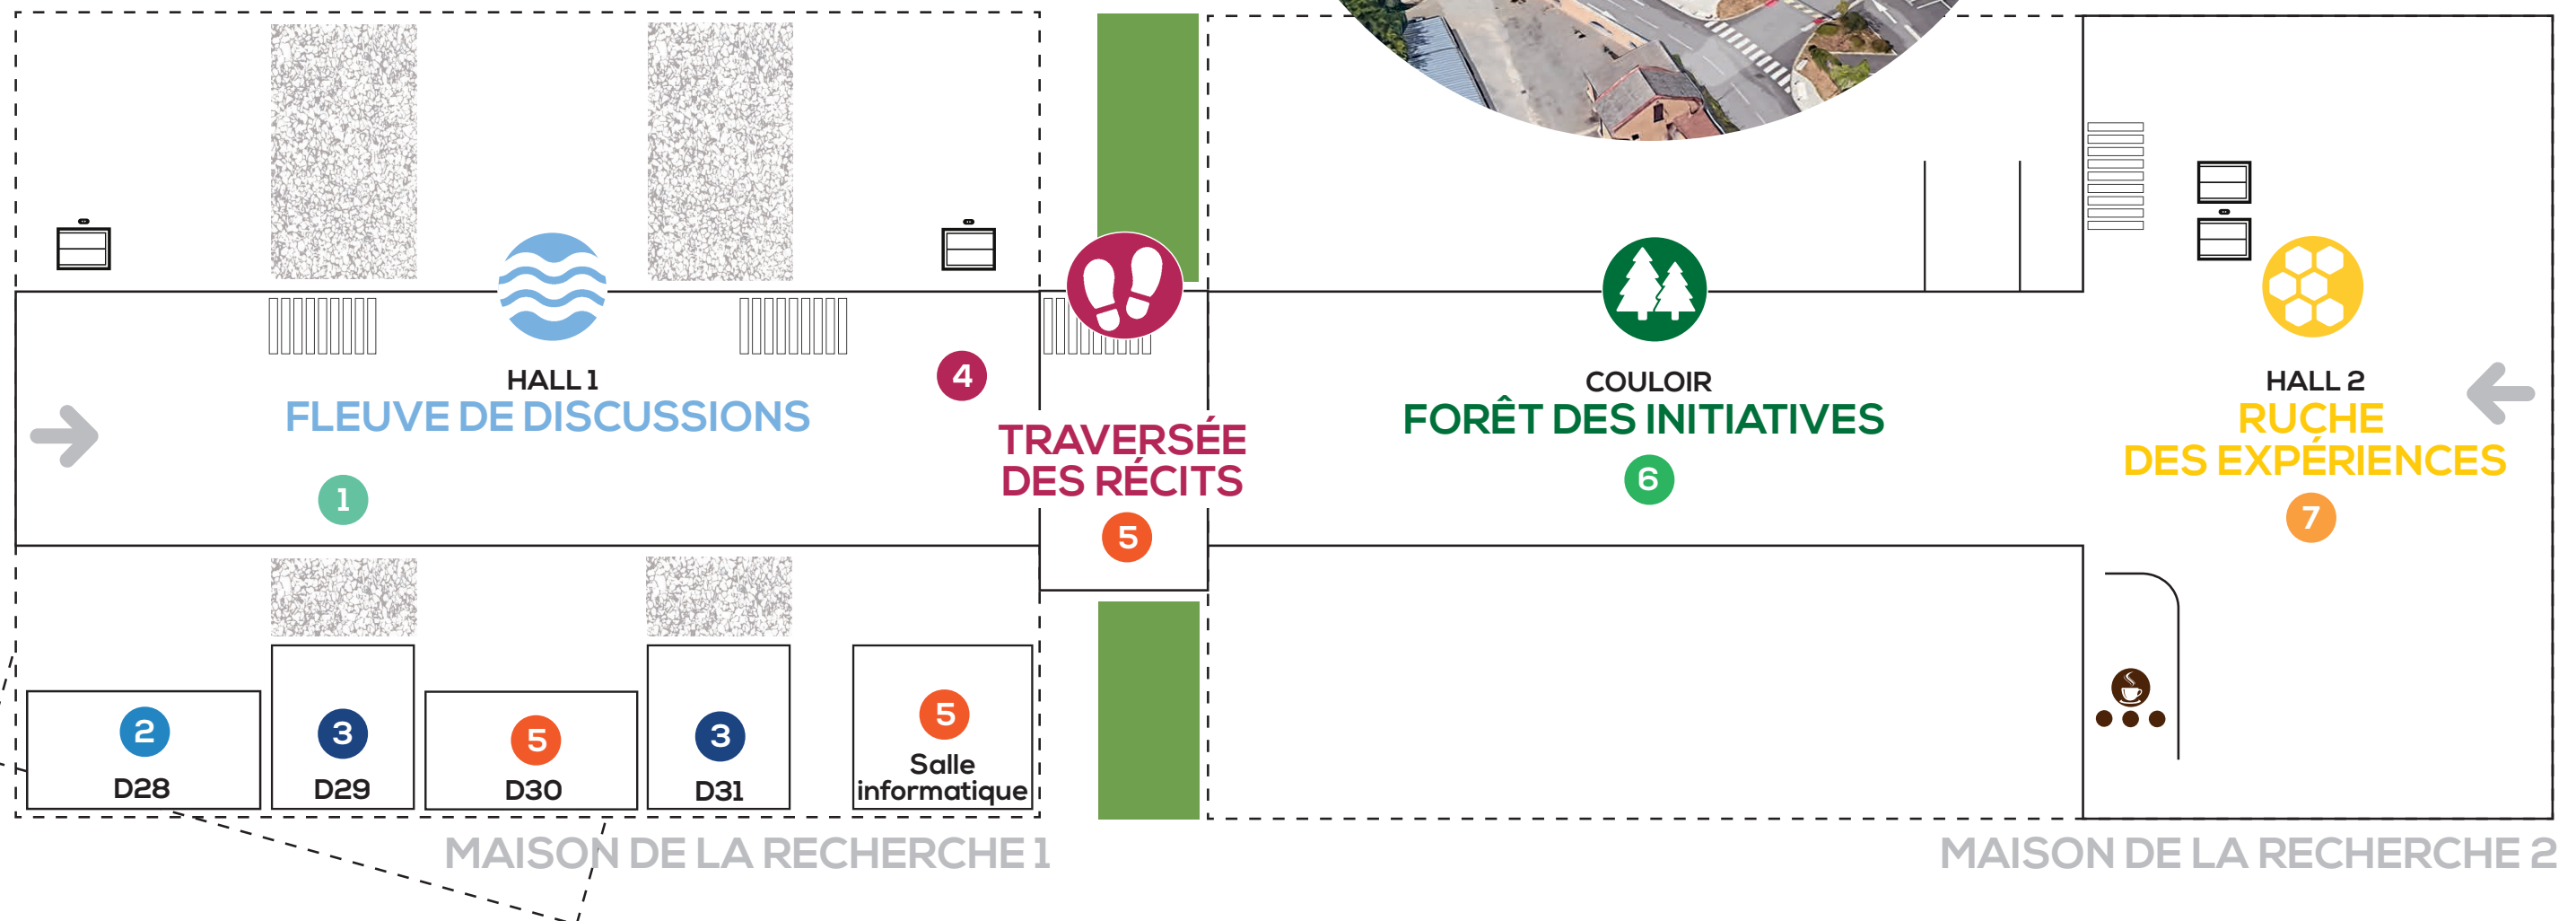 HALL 1
FLEUVE DE DISCUSSIONS
1
4
TRAVERSÉE
DES RÉCITS
5
COULOIR
FORÊT DES INITIATIVES
6
HALL 2
RUCHE
DES EXPÉRIENCES
7
2
D28
3
D29
5
D30
3
D31
5
Salle
informatique
MAISON DE LA RECHERCHE 1
MAISON DE LA RECHERCHE 2